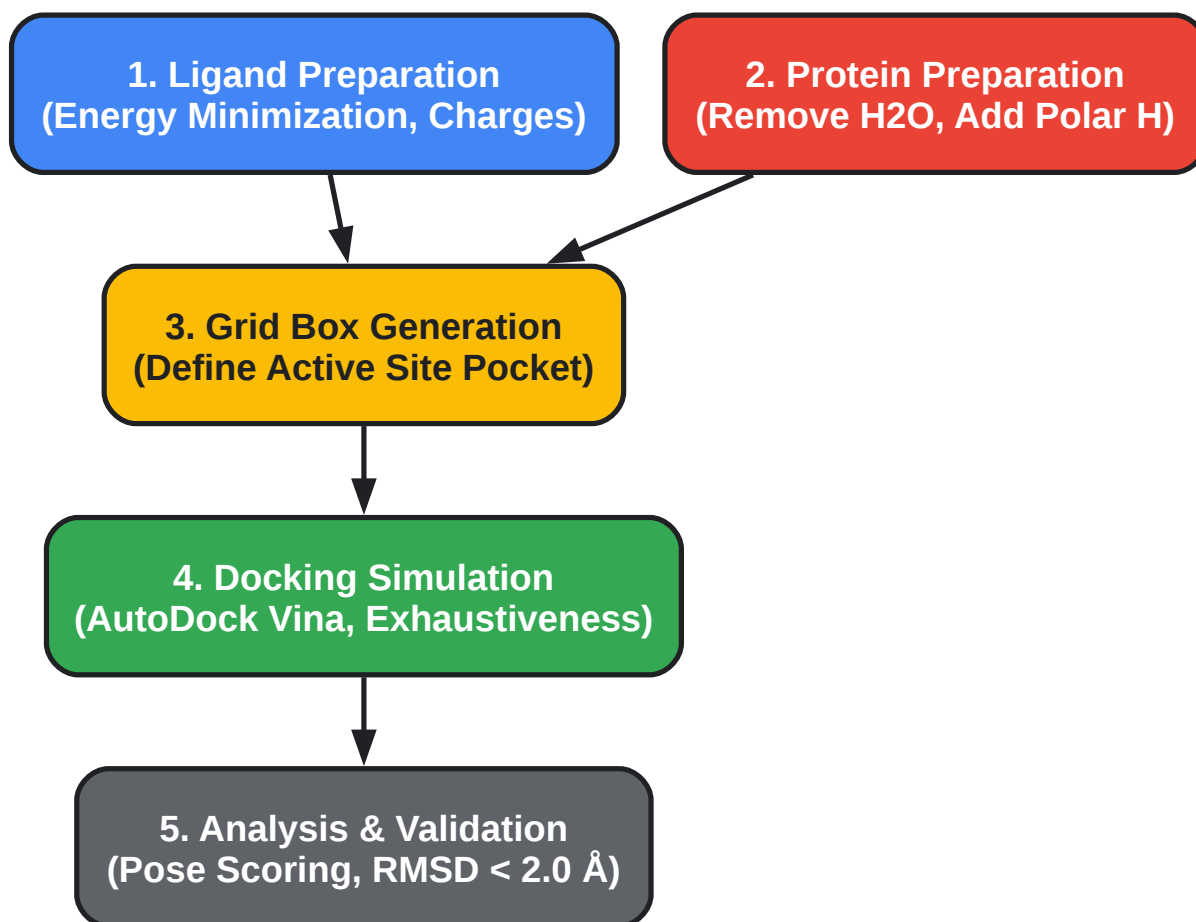 1. Ligand Preparation
(Energy Minimization, Charges)
2. Protein Preparation
(Remove H2O, Add Polar H)
3. Grid Box Generation
(Define Active Site Pocket)
4. Docking Simulation
(AutoDock Vina, Exhaustiveness)
5. Analysis & Validation
(Pose Scoring, RMSD < 2.0 Å)